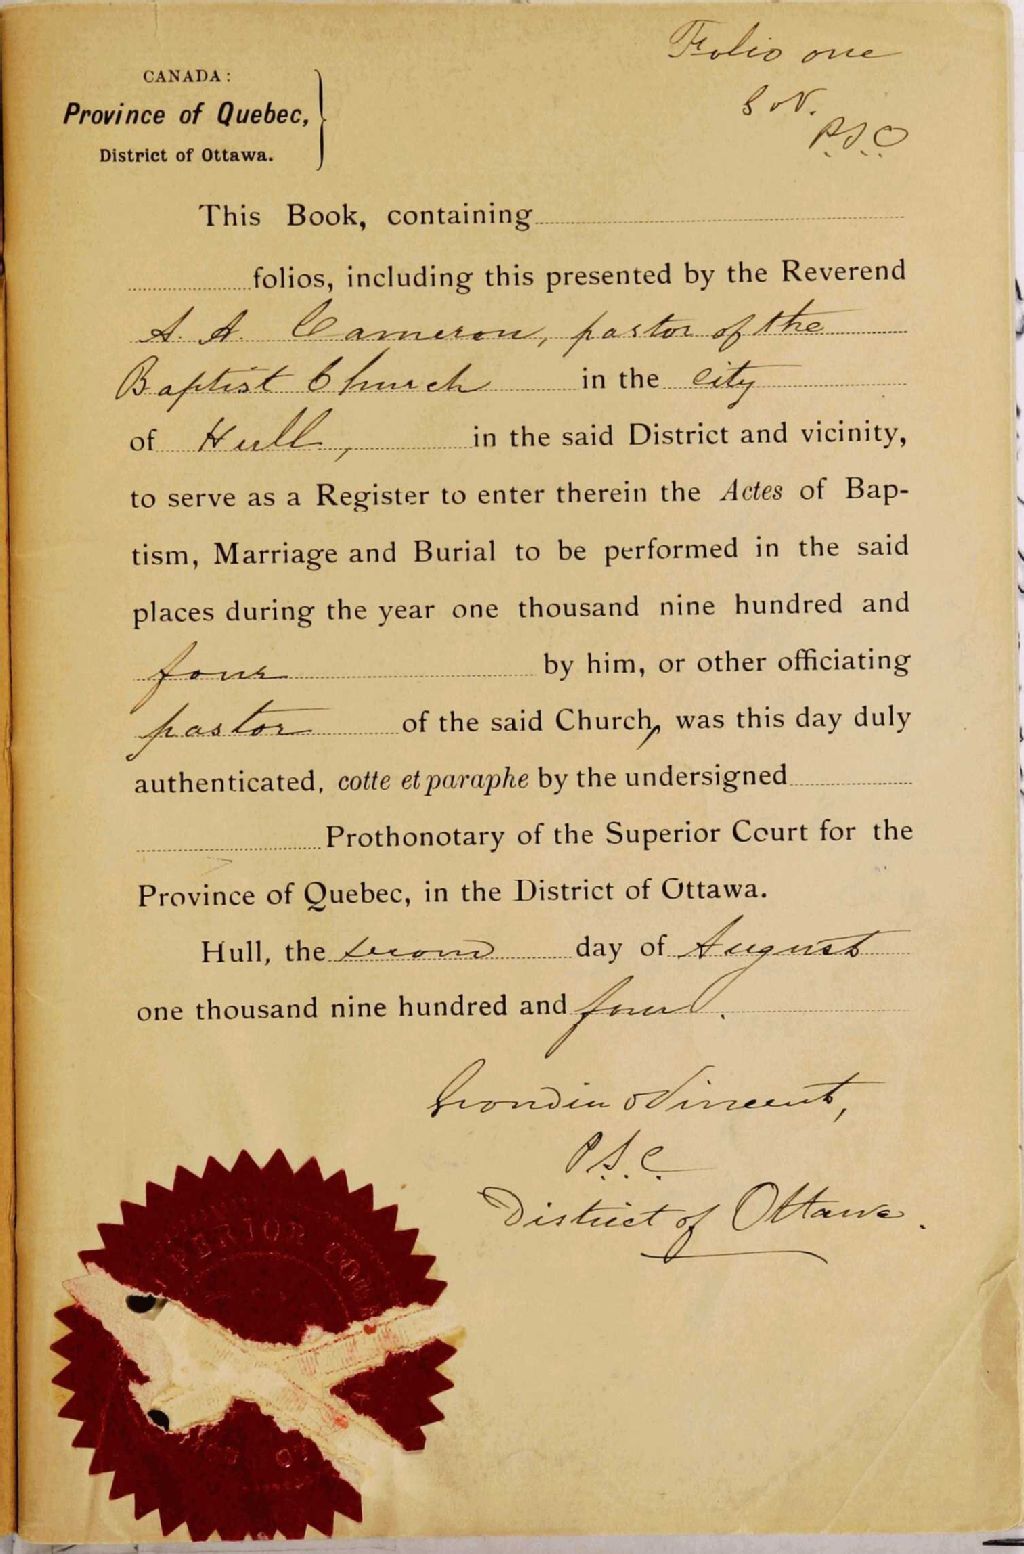 Folio one
G & V.
P.S.C
CANADA:
Province of Quebec,
District of Ottawa.
This Book, containing
folios, including this presented by the Reverend
A. A. Cameron, pastor of the
Baptist Church in the city
of Hull, in the said District and vicinity,
to serve as a Register to enter therein the Actes of Bap-
tism, Marriage and Burial to be performed in the said
places during the year one thousand nine hundred and
four by him, or other officiating
pastor of the said Church, was this day duly
authenticated, cotte et paraphe by the undersigned
Prothonotary of the Superior Court for the
Province of Quebec, in the District of Ottawa.
Hull, the second day of August
one thousand nine hundred and four.
Grondin & Vincent,
P.S.C.
District of Ottawa.
PERIOR COU